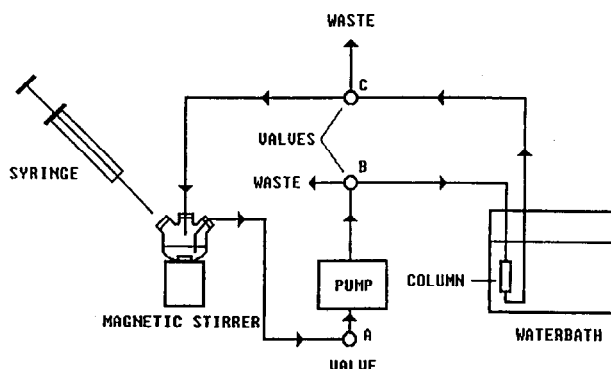 WASTE
C
VALVES
SYRINGE
B
WASTE
PUMP
COLUMN
MAGNETIC STIRRER
A
WATERBATH
VALVE